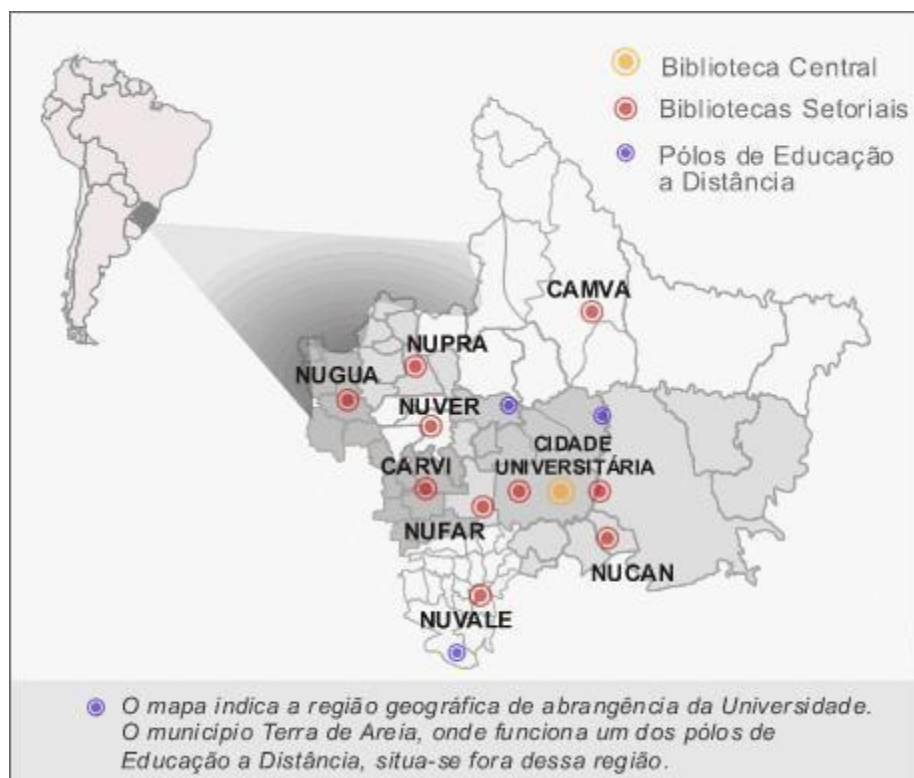 Biblioteca Central
Bibliotecas Setoriais
Pólos de Educação
a Distância
CAMVA
NUPRA
NUGUA
NUVER
CIDADE
UNIVERSITÁRIA
CARVI
NUFAR
NUCAN
NUVALE
O mapa indica a região geográfica de abrangência da Universidade.
O município Terra de Areia, onde funciona um dos pólos de
Educação a Distância, situa-se fora dessa região.